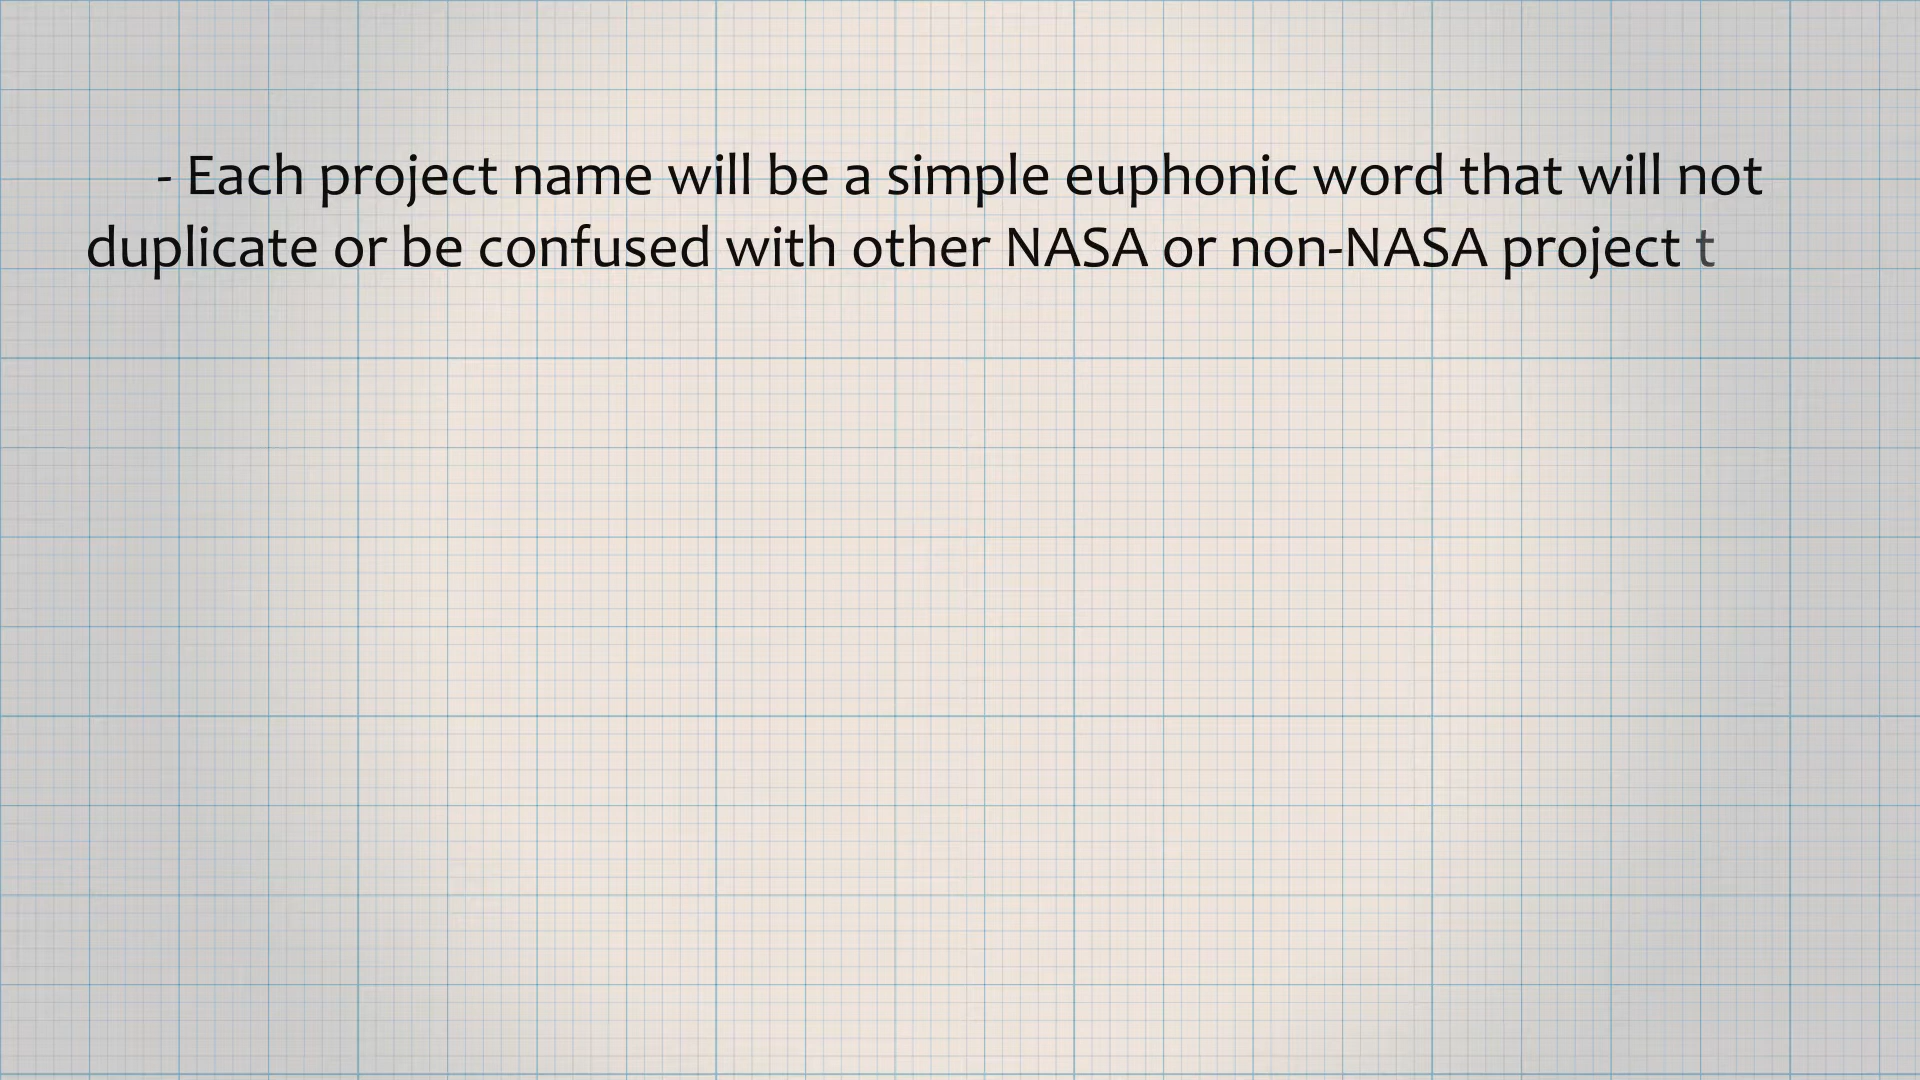 - Each project name will be a simple euphonic word that will not
duplicate or be confused with other NASA or non-NASA project t